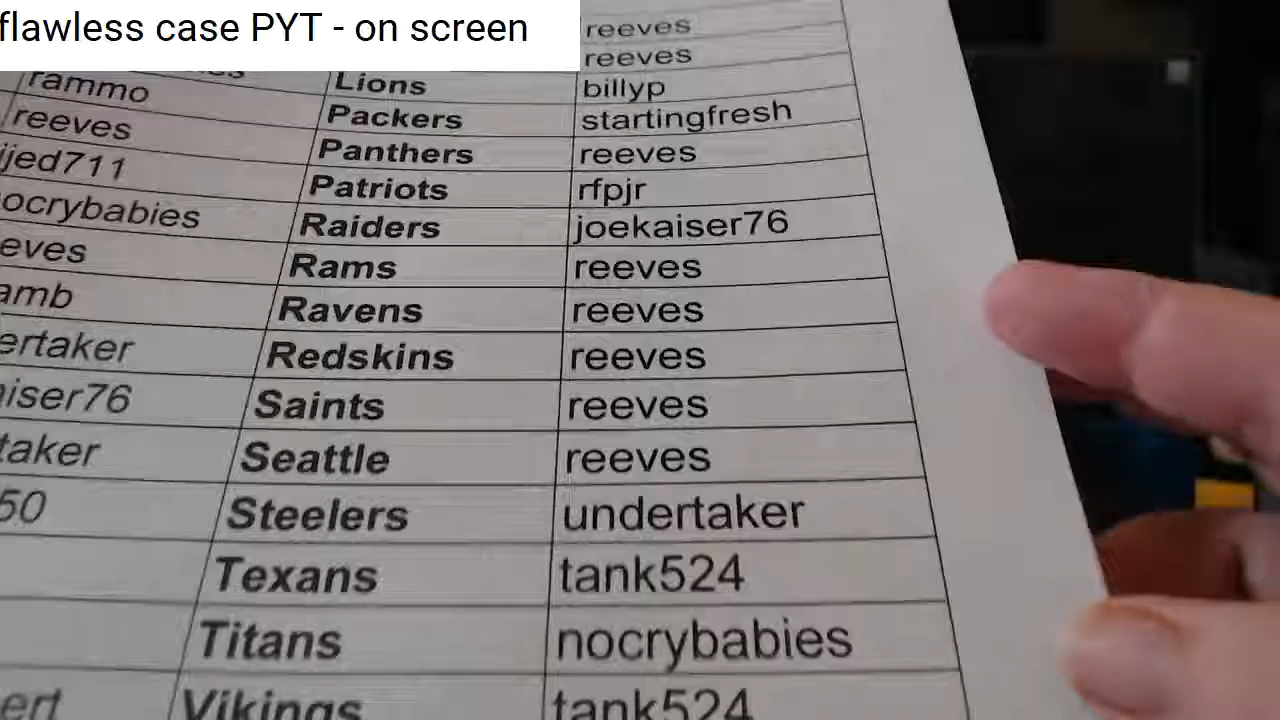 flawless case PYT - on screen
reeves
reeves
rammo Lions billyp
reeves Packers startingfresh
jed711 Panthers reeves
ocrybabies Patriots rfpjr
eves Raiders joekaiser76
amb Rams reeves
ertaker Ravens reeves
iser76 Redskins reeves
taker Saints reeves
50 Seattle reeves
Steelers undertaker
Texans tank524
Titans nocrybabies
ert Vikings tank524